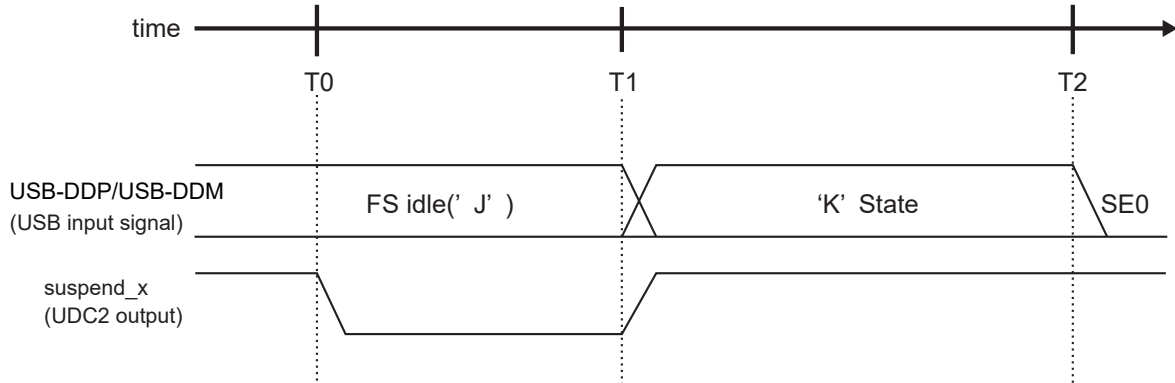 time
T0 T1 T2
USB-DDP/USB-DDM
(USB input signal)
FS idle(’ J’ ) ‘K’ State SE0
suspend_x
(UDC2 output)